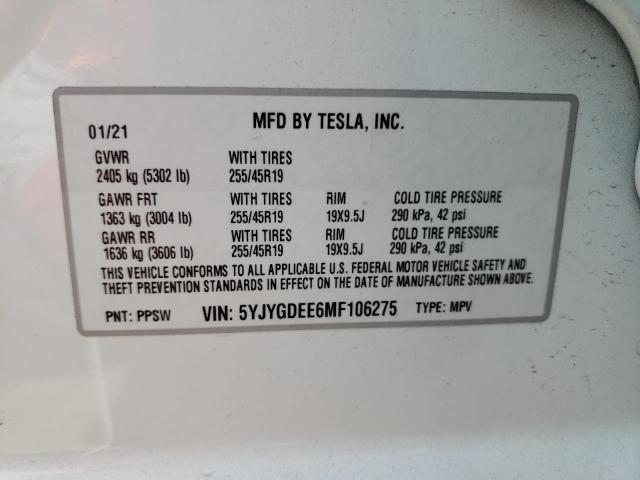 MFD BY TESLA, INC.
01/21
GVWR WITH TIRES
2405 kg (5302 lb) 255/45R19
GAWR FRT WITH TIRES RIM COLD TIRE PRESSURE
1363 kg (3004 lb) 255/45R19 19X9.5J 290 kPa, 42 psi
GAWR RR WITH TIRES RIM COLD TIRE PRESSURE
1636 kg (3606 lb) 255/45R19 19X9.5J 290 kPa, 42 psi
THIS VEHICLE CONFORMS TO ALL APPLICABLE U.S. FEDERAL MOTOR VEHICLE SAFETY AND
THEFT PREVENTION STANDARDS IN EFFECT ON THE DATE OF MANUFACTURE SHOWN ABOVE.
PNT: PPSW VIN: 5YJYGDEE6MF106275 TYPE: MPV